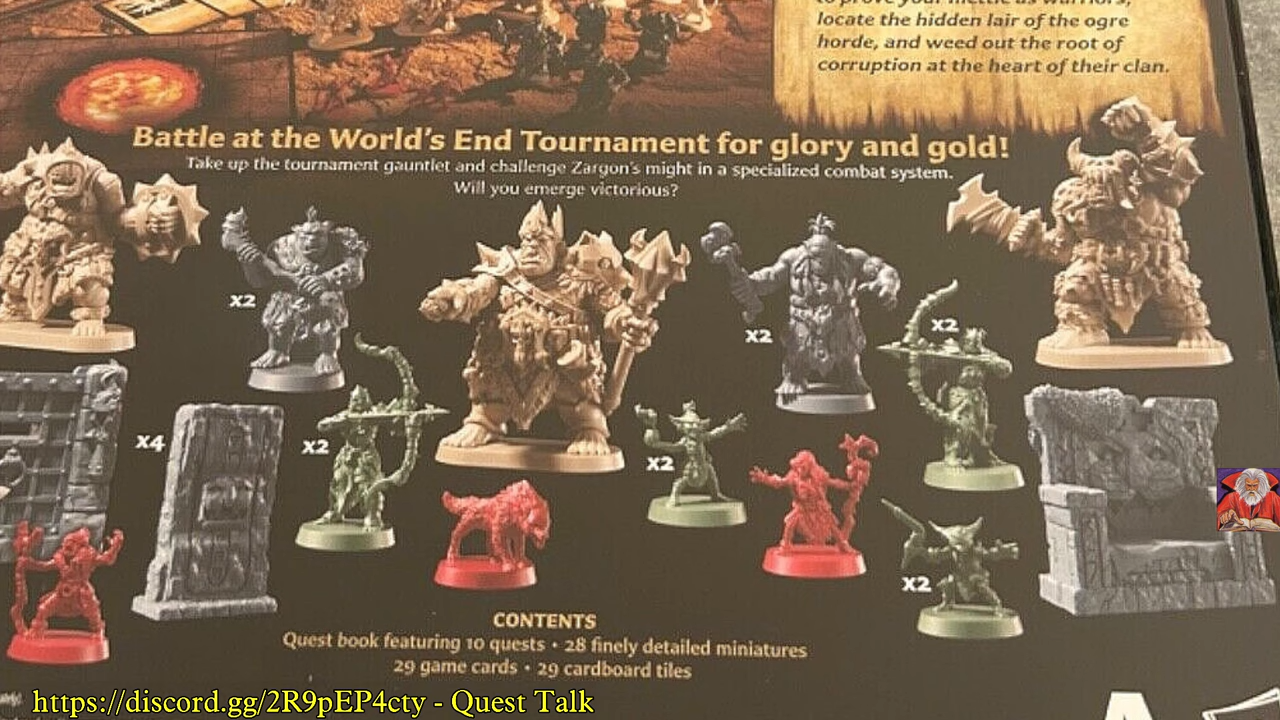 to prove your mettle as warriors,
locate the hidden lair of the ogre
horde, and weed out the root of
corruption at the heart of their clan.
Battle at the World's End Tournament for glory and gold!
Take up the tournament gauntlet and challenge Zargon's might in a specialized combat system.
Will you emerge victorious?
x2
x2
x2
x4
x2
x2
x2
CONTENTS
Quest book featuring 10 quests • 28 finely detailed miniatures
29 game cards • 29 cardboard tiles
https://discord.gg/2R9pEP4cty - Quest Talk